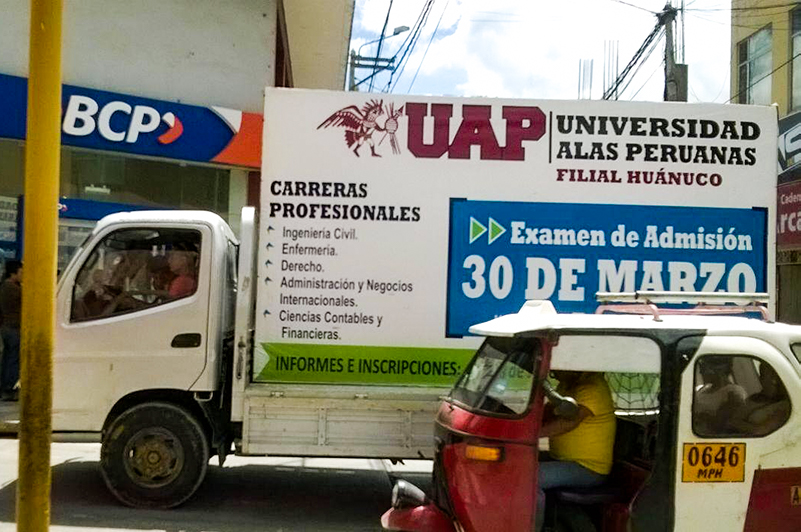 BCP
UAP
UNIVERSIDAD
ALAS PERUANAS
FILIAL HUÁNUCO
CARRERAS
PROFESIONALES
Ingeniería Civil.
Enfermería.
Derecho.
Administración y Negocios
Internacionales.
Ciencias Contables y
Financieras.
Examen de Admisión
30 DE MARZO
INFORMES E INSCRIPCIONES:
0646
MPH